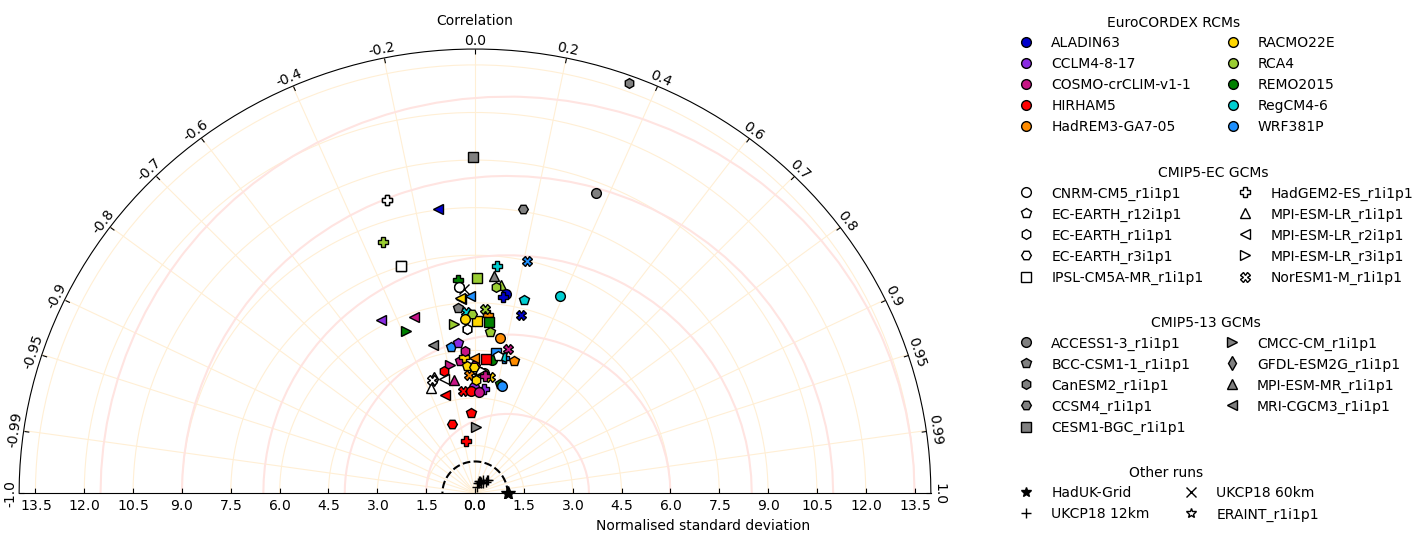 Correlation
-1.0
-0.99
-0.95
-0.9
-0.8
-0.7
-0.6
-0.4
-0.2
0.0
0.2
0.4
0.6
0.7
0.8
0.9
0.95
0.99
1.0
13.5 12.0 10.5 9.0 7.5 6.0 4.5 3.0 1.5 0.0 1.5 3.0 4.5 6.0 7.5 9.0 10.5 12.0 13.5
Normalised standard deviation
EuroCORDEX RCMs
ALADIN63 RACMO22E
CCLM4-8-17 RCA4
COSMO-crCLIM-v1-1 REMO2015
HIRHAM5 RegCM4-6
HadREM3-GA7-05 WRF381P
CMIP5-EC GCMs
CNRM-CM5_r1i1p1 HadGEM2-ES_r1i1p1
EC-EARTH_r12i1p1 MPI-ESM-LR_r1i1p1
EC-EARTH_r1i1p1 MPI-ESM-LR_r2i1p1
EC-EARTH_r3i1p1 MPI-ESM-LR_r3i1p1
IPSL-CM5A-MR_r1i1p1 NorESM1-M_r1i1p1
CMIP5-13 GCMs
ACCESS1-3_r1i1p1 CMCC-CM_r1i1p1
BCC-CSM1-1_r1i1p1 GFDL-ESM2G_r1i1p1
CanESM2_r1i1p1 MPI-ESM-MR_r1i1p1
CCSM4_r1i1p1 MRI-CGCM3_r1i1p1
CESM1-BGC_r1i1p1
Other runs
HadUK-Grid UKCP18 60km
UKCP18 12km ERAINT_r1i1p1